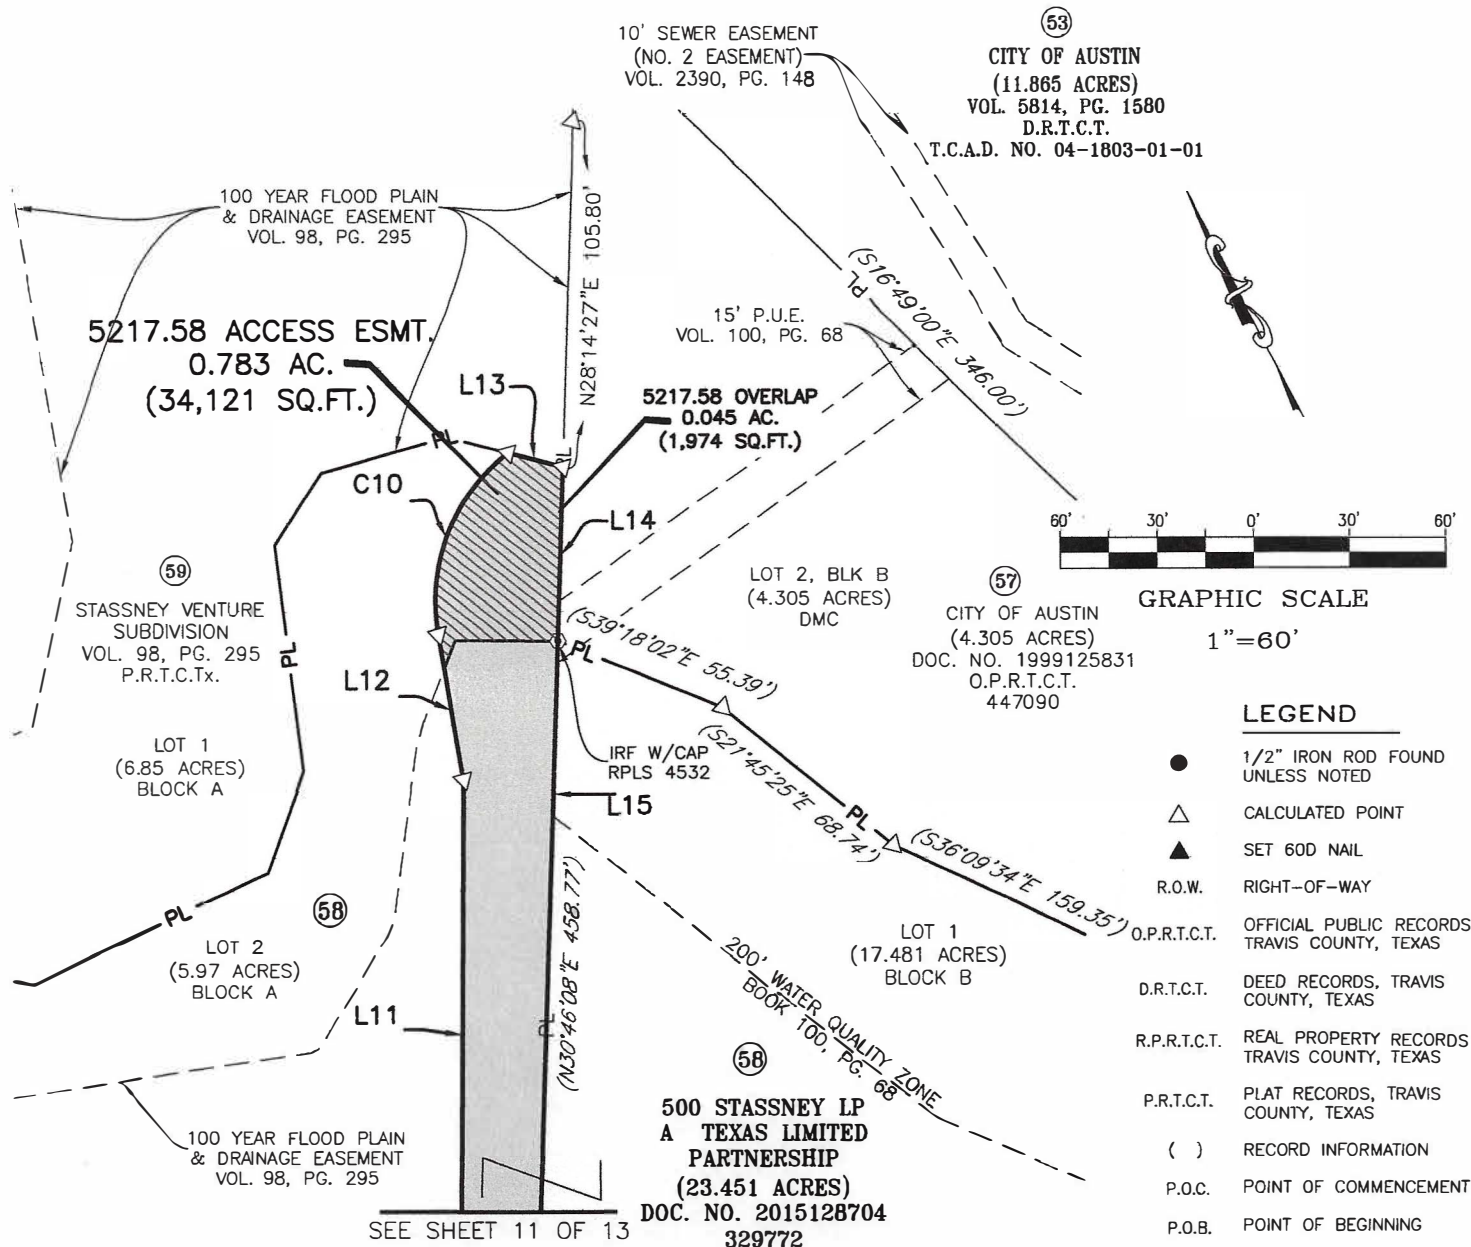 10' SEWER EASEMENT
(NO. 2 EASEMENT)
VOL. 2390, PG. 148
53
CITY OF AUSTIN
(11.865 ACRES)
VOL. 5814, PG. 1580
D.R.T.C.T.
T.C.A.D. NO. 04-1803-01-01
100 YEAR FLOOD PLAIN
& DRAINAGE EASEMENT
VOL. 98, PG. 295
N28°14'27"E 105.80'
(S16°49'00"E 346.00')
PL
15' P.U.E.
VOL. 100, PG. 68
5217.58 ACCESS ESMT.
0.783 AC.
(34,121 SQ.FT.)
L13
5217.58 OVERLAP
0.045 AC.
(1,974 SQ.FT.)
PL
PL
C10
L14
60' 30' 0' 30' 60'
GRAPHIC SCALE
1"=60'
59
STASSNEY VENTURE
SUBDIVISION
VOL. 98, PG. 295
P.R.T.C.Tx.
LOT 2, BLK B
(4.305 ACRES)
DMC
57
CITY OF AUSTIN
(4.305 ACRES)
DOC. NO. 1999125831
O.P.R.T.C.T.
447090
PL
(S39°18'02"E 55.39')
PL
L12
LOT 1
(6.85 ACRES)
BLOCK A
IRF W/CAP
RPLS 4532
L15
(S21°45'25"E 68.74')
PL
(S36°09'34"E 159.35')
PL
58
LOT 2
(5.97 ACRES)
BLOCK A
(N30°46'08"E 458.77')
LOT 1
(17.481 ACRES)
BLOCK B
200' WATER QUALITY ZONE
BOOK 100, PG. 68
L11
PL
58
500 STASSNEY LP
A TEXAS LIMITED
PARTNERSHIP
(23.451 ACRES)
DOC. NO. 2015128704
329772
100 YEAR FLOOD PLAIN
& DRAINAGE EASEMENT
VOL. 98, PG. 295
SEE SHEET 11 OF 13
LEGEND
1/2" IRON ROD FOUND
UNLESS NOTED
CALCULATED POINT
SET 60D NAIL
R.O.W. RIGHT-OF-WAY
O.P.R.T.C.T. OFFICIAL PUBLIC RECORDS
TRAVIS COUNTY, TEXAS
D.R.T.C.T. DEED RECORDS, TRAVIS
COUNTY, TEXAS
R.P.R.T.C.T. REAL PROPERTY RECORDS
TRAVIS COUNTY, TEXAS
P.R.T.C.T. PLAT RECORDS, TRAVIS
COUNTY, TEXAS
( ) RECORD INFORMATION
P.O.C. POINT OF COMMENCEMENT
P.O.B. POINT OF BEGINNING